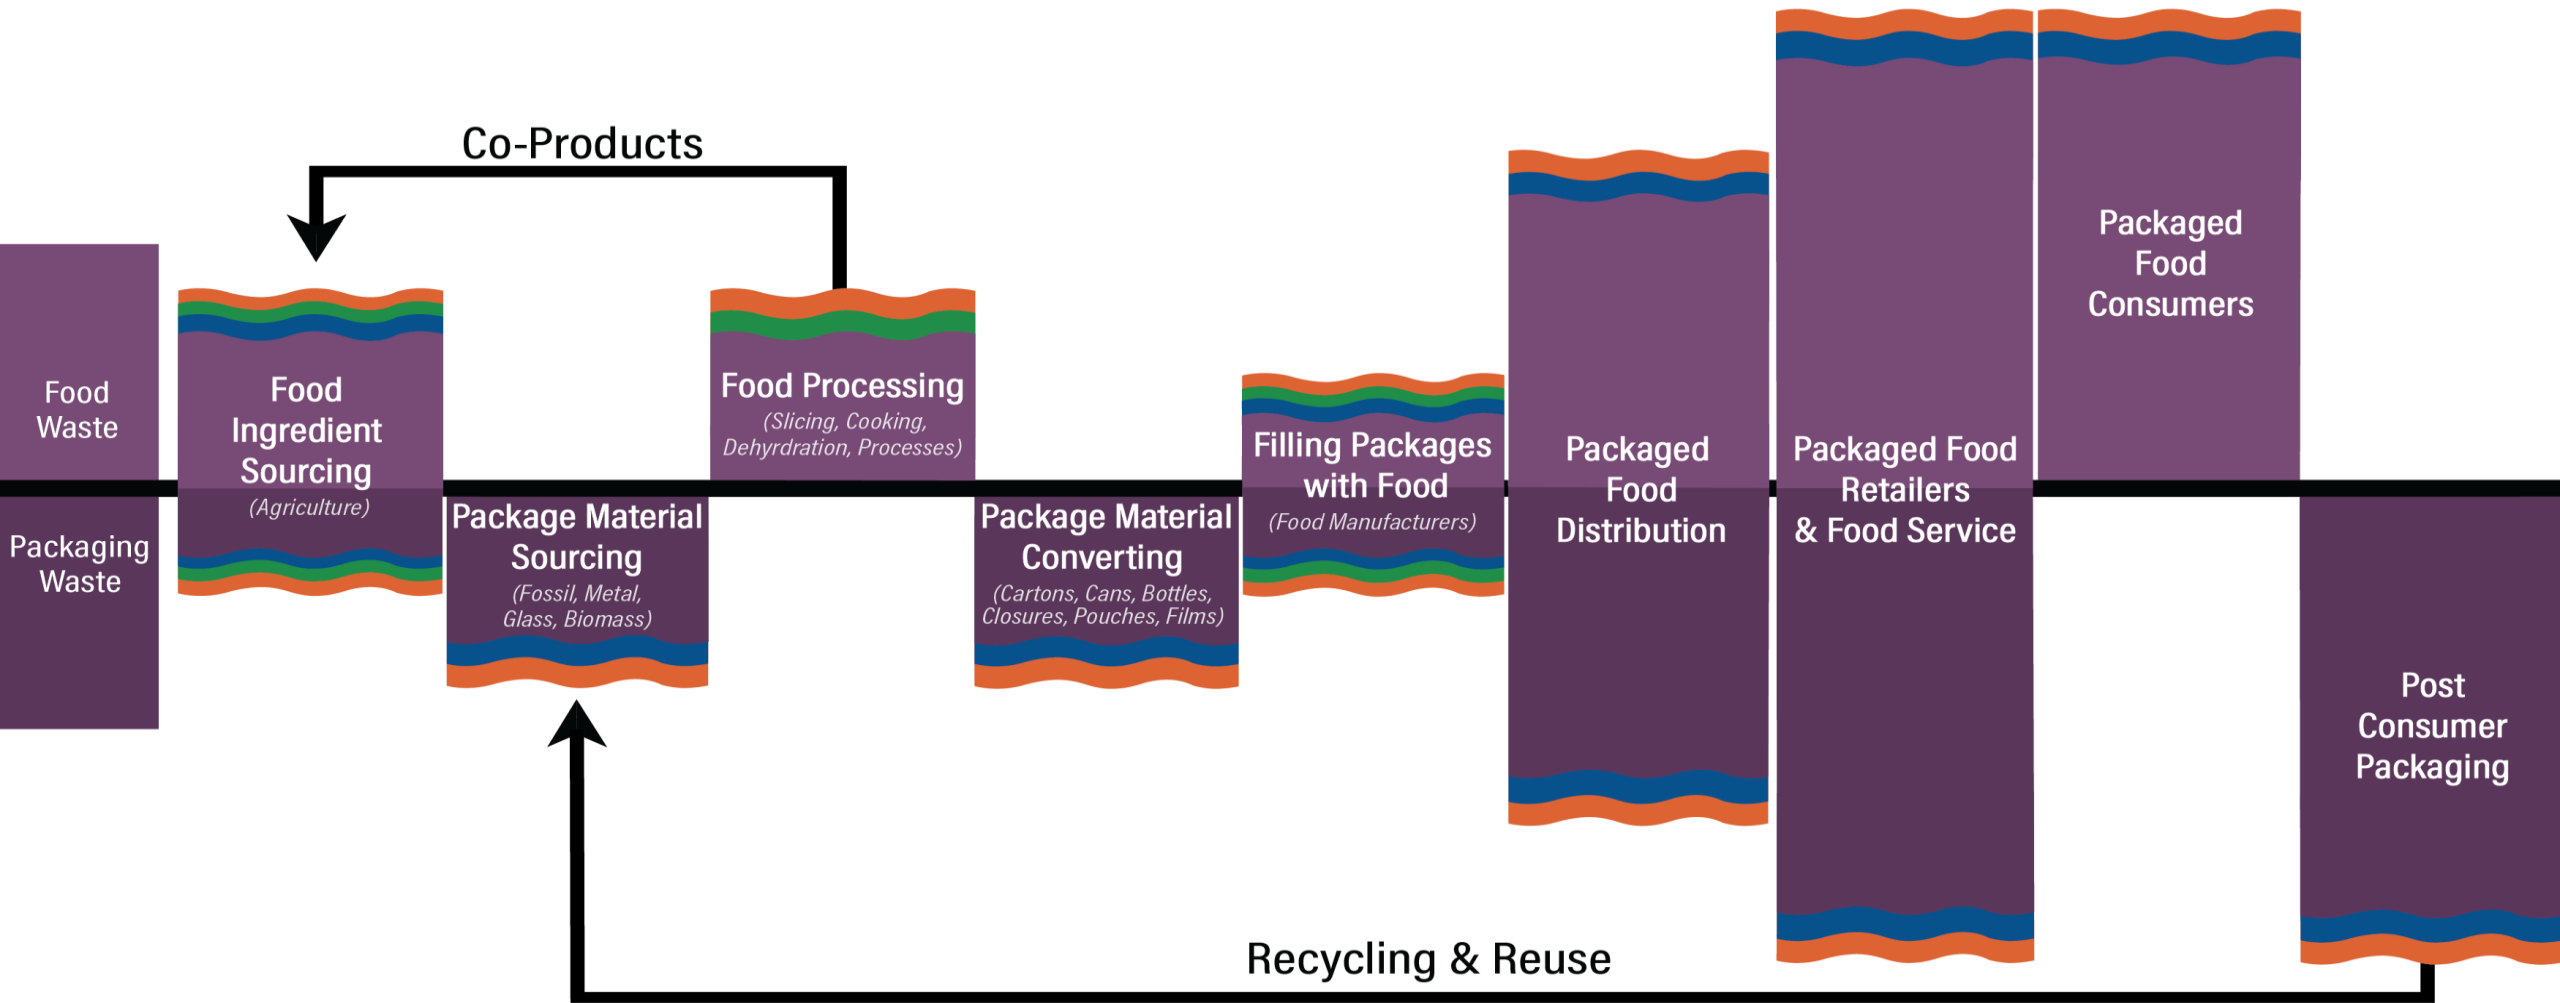 Co-Products
Food
Waste
Packaging
Waste
Food
Ingredient
Sourcing
(Agriculture)
Package Material
Sourcing
(Fossil, Metal,
Glass, Biomass)
Food Processing
(Slicing, Cooking,
Dehyrdration, Processes)
Package Material
Converting
(Cartons, Cans, Bottles,
Closures, Pouches, Films)
Filling Packages
with Food
(Food Manufacturers)
Packaged
Food
Distribution
Packaged Food
Retailers
& Food Service
Packaged
Food
Consumers
Post
Consumer
Packaging
Recycling & Reuse